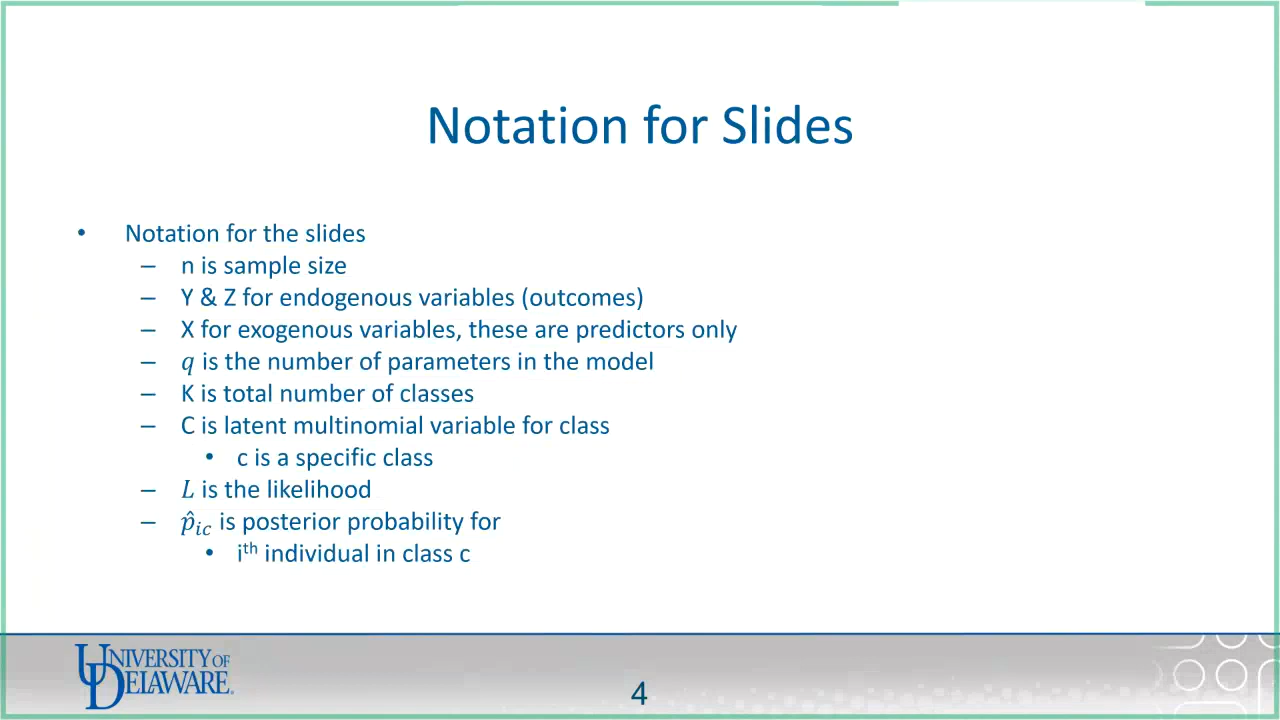 Notation for Slides
• Notation for the slides
– n is sample size
– Y & Z for endogenous variables (outcomes)
– X for exogenous variables, these are predictors only
– q is the number of parameters in the model
– K is total number of classes
– C is latent multinomial variable for class
• c is a specific class
– L is the likelihood
– p̂ᵢ꜀ is posterior probability for
• iᵗʰ individual in class c
UNIVERSITY OF
DELAWARE
4